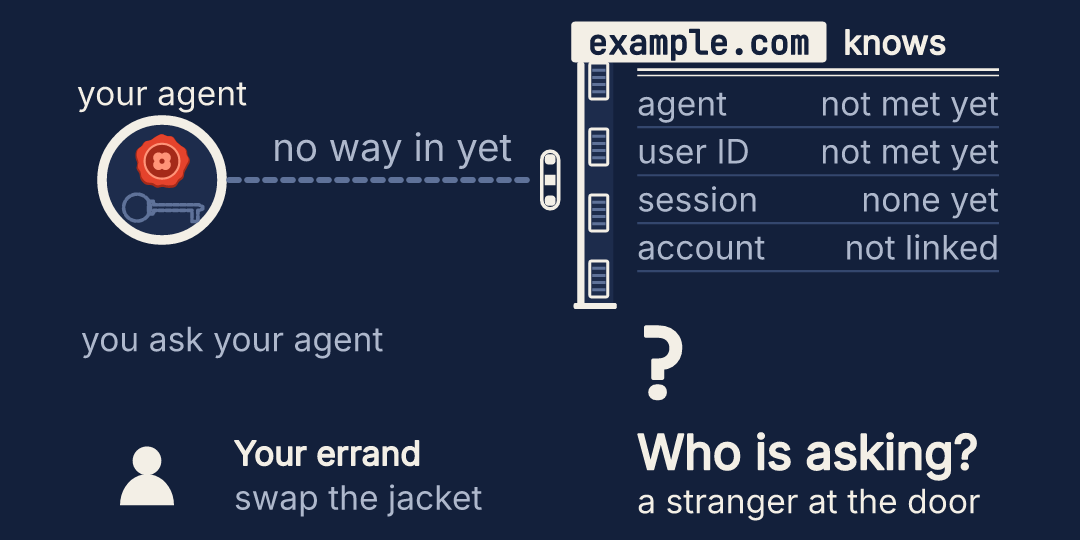 example.com knows
your agent
no way in yet
agent not met yet
user ID not met yet
session none yet
account not linked
you ask your agent
?
Your errand
swap the jacket
Who is asking?
a stranger at the door